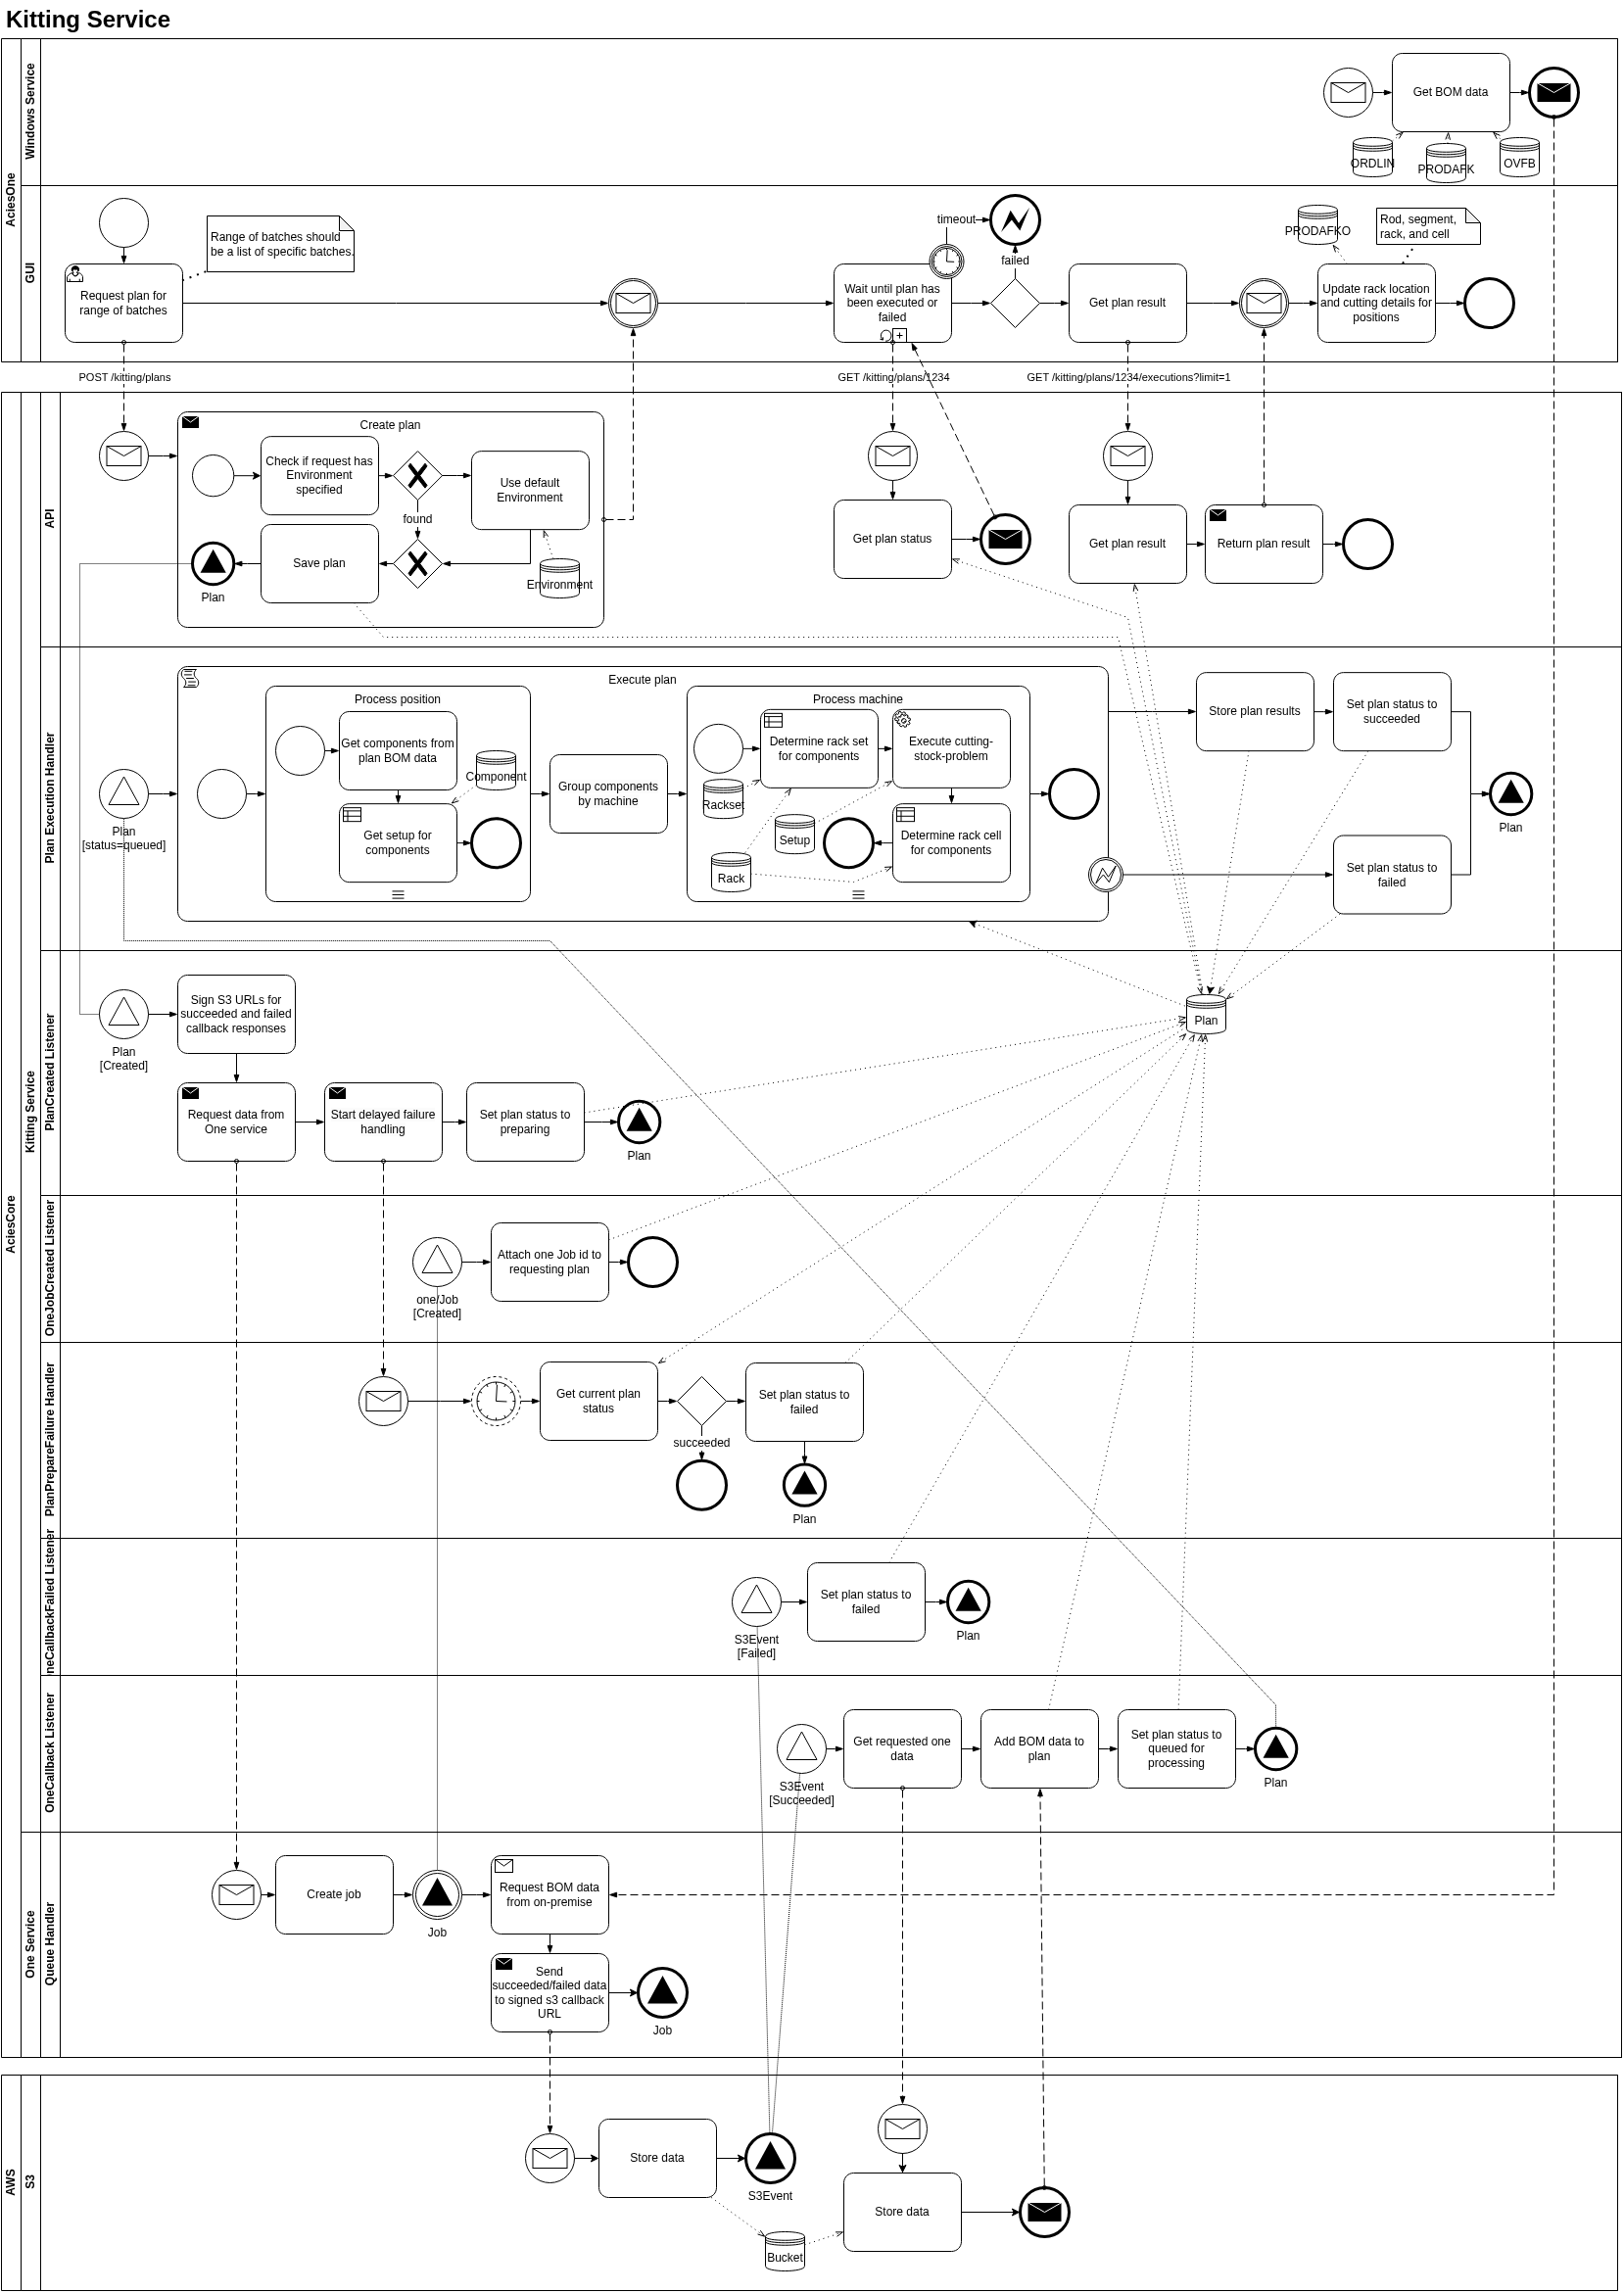 Kitting Service
AciesOne
Windows Service
Get BOM data
ORDLIN
PRODAFK
OVFB
GUI
Range of batches should
be a list of specific batches.
Request plan for
range of batches
Wait until plan has
been executed or
failed
timeout
failed
Get plan result
PRODAFKO
Rod, segment,
rack, and cell
Update rack location
and cutting details for
positions
POST /kitting/plans
GET /kitting/plans/1234
GET /kitting/plans/1234/executions?limit=1
AciesCore
Kitting Service
API
Create plan
Check if request has
Environment
specified
Use default
Environment
found
Save plan
Plan
Environment
Get plan status
Get plan result
Return plan result
Plan Execution Handler
Plan
[status=queued]
Execute plan
Process position
Get components from
plan BOM data
Component
Get setup for
components
Group components
by machine
Process machine
Determine rack set
for components
Execute cutting-
stock-problem
Rackset
Setup
Rack
Determine rack cell
for components
Store plan results
Set plan status to
succeeded
Set plan status to
failed
Plan
PlanCreated Listener
Plan
[Created]
Sign S3 URLs for
succeeded and failed
callback responses
Request data from
One service
Start delayed failure
handling
Set plan status to
preparing
Plan
Plan
OneJobCreated Listener
one/Job
[Created]
Attach one Job id to
requesting plan
PlanPrepareFailure Handler
Get current plan
status
succeeded
Set plan status to
failed
Plan
neCallbackFailed Listener
S3Event
[Failed]
Set plan status to
failed
Plan
OneCallback Listener
S3Event
[Succeeded]
Get requested one
data
Add BOM data to
plan
Set plan status to
queued for
processing
Plan
One Service
Queue Handler
Create job
Job
Request BOM data
from on-premise
Send
succeeded/failed data
to signed s3 callback
URL
Job
AWS
S3
Store data
S3Event
Bucket
Store data